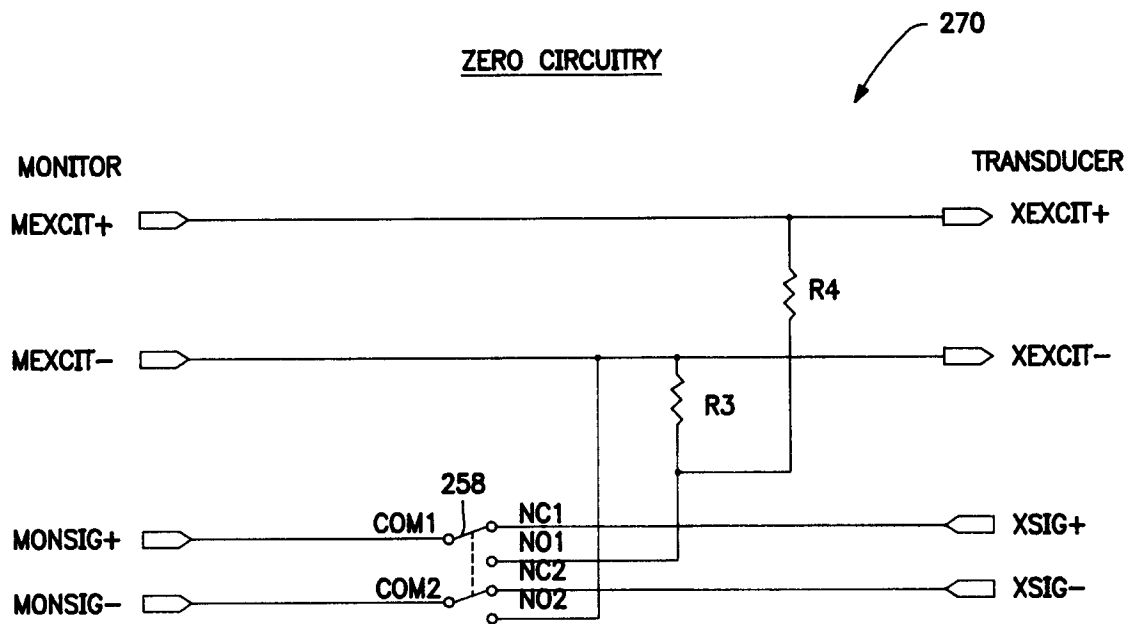 270
ZERO CIRCUITRY
MONITOR
TRANSDUCER
MEXCIT+
XEXCIT+
R4
MEXCIT-
XEXCIT-
R3
258
COM1
NC1
MONSIG+
XSIG+
NO1
NC2
COM2
MONSIG-
XSIG-
NO2